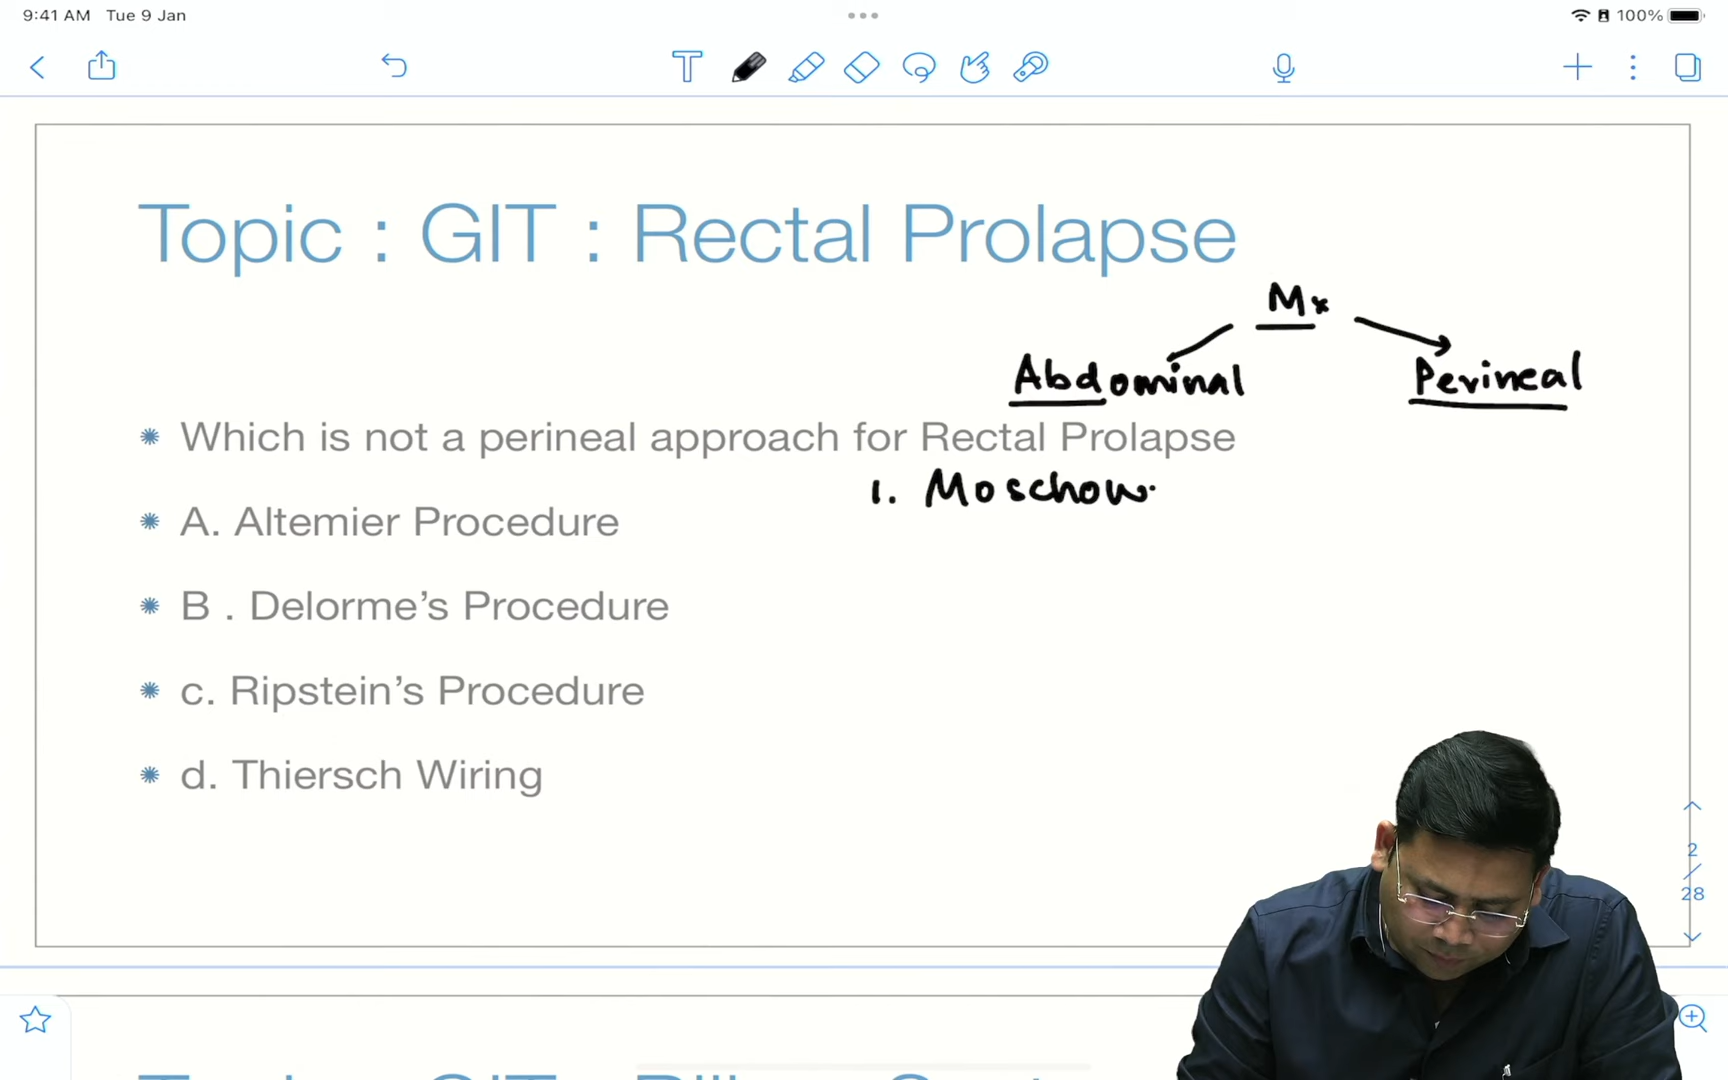 9:41 AM Tue 9 Jan
100%
Topic : GIT : Rectal Prolapse
Mx
Abdominal
Perineal
Which is not a perineal approach for Rectal Prolapse
1. Moschow
A. Altemier Procedure
B . Delorme's Procedure
c. Ripstein's Procedure
d. Thiersch Wiring
2
/
28